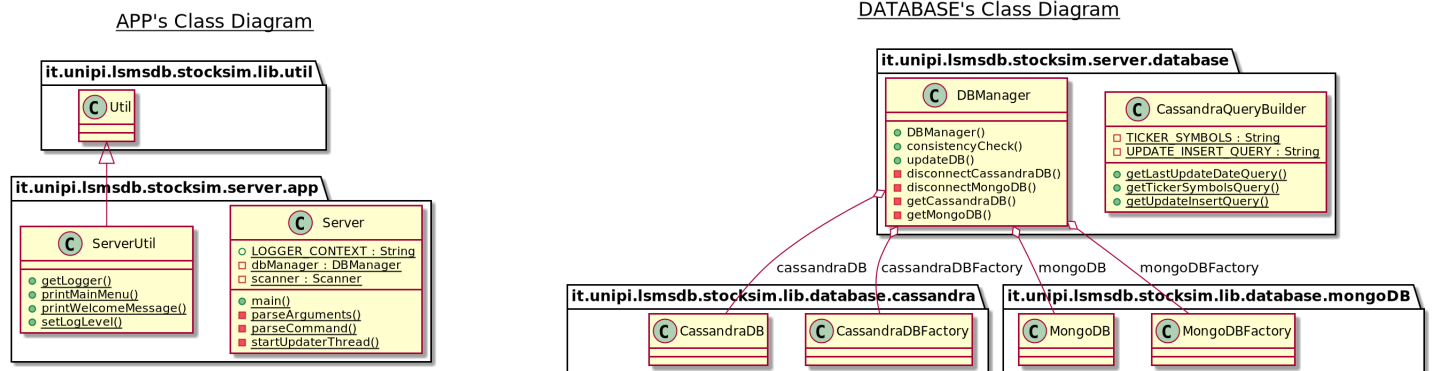 APP's Class Diagram
it.unipi.lsmsdb.stocksim.lib.util
C Util
it.unipi.lsmsdb.stocksim.server.app
C ServerUtil
getLogger()
printMainMenu()
printWelcomeMessage()
setLogLevel()
C Server
LOGGER_CONTEXT : String
dbManager : DBManager
scanner : Scanner
main()
parseArguments()
parseCommand()
startUpdaterThread()
DATABASE's Class Diagram
it.unipi.lsmsdb.stocksim.server.database
C DBManager
DBManager()
consistencyCheck()
updateDB()
disconnectCassandraDB()
disconnectMongoDB()
getCassandraDB()
getMongoDB()
C CassandraQueryBuilder
TICKER_SYMBOLS : String
UPDATE_INSERT_QUERY : String
getLastUpdateDateQuery()
getTickerSymbolsQuery()
getUpdateInsertQuery()
cassandraDB
cassandraDBFactory
mongoDB
mongoDBFactory
it.unipi.lsmsdb.stocksim.lib.database.cassandra
C CassandraDB
C CassandraDBFactory
it.unipi.lsmsdb.stocksim.lib.database.mongoDB
C MongoDB
C MongoDBFactory